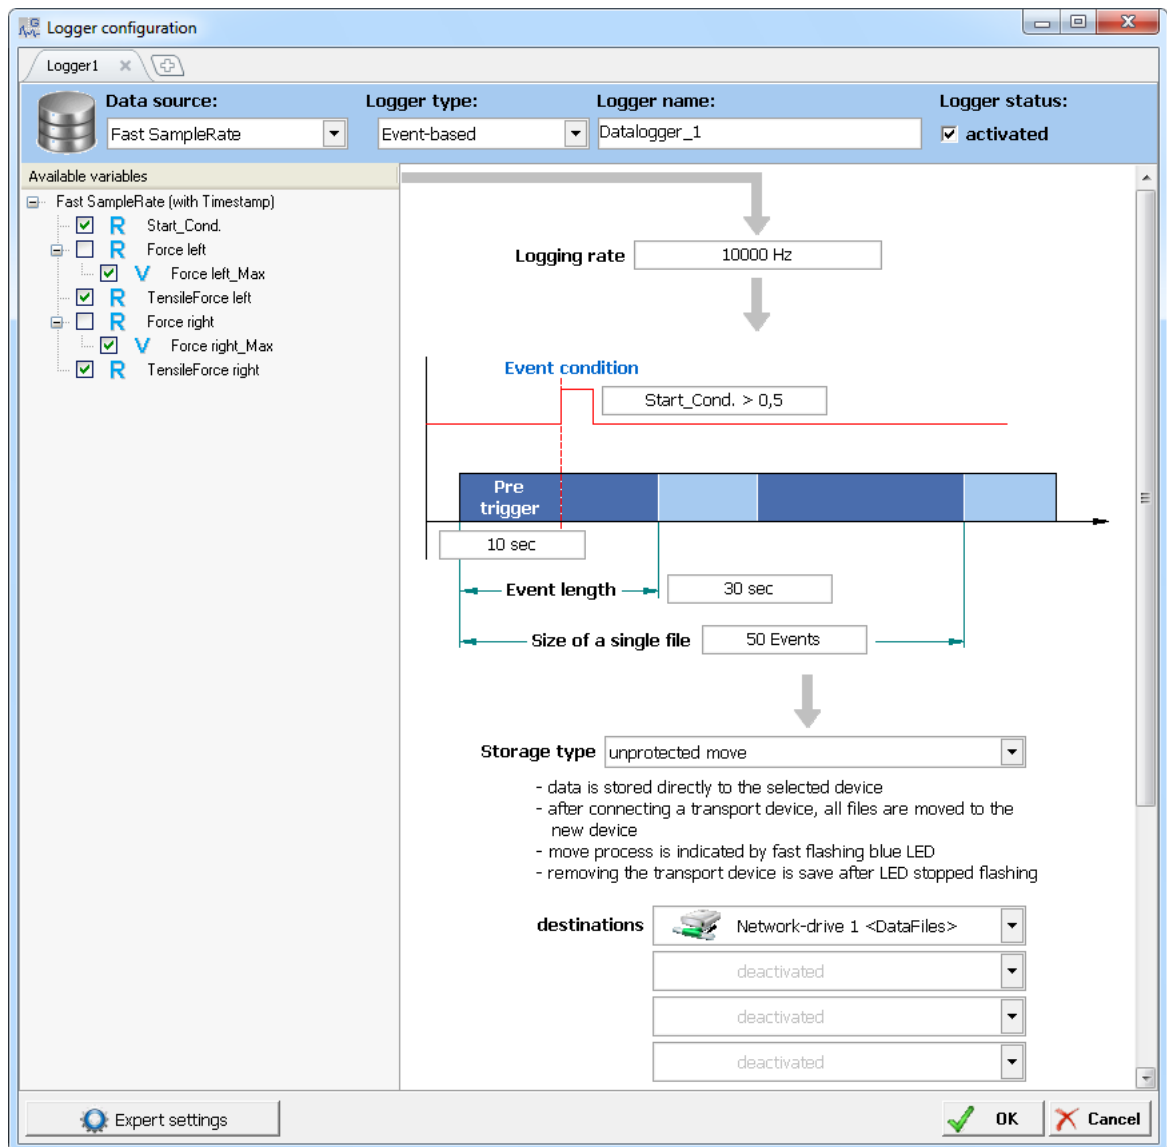 Logger configuration
Logger1
Data source:
Logger type:
Logger name:
Logger status:
Fast SampleRate
Event-based
Datalogger_1
activated
Available variables
Fast SampleRate (with Timestamp)
R Start_Cond.
R Force left
V Force left_Max
R TensileForce left
R Force right
V Force right_Max
R TensileForce right
Logging rate 10000 Hz
Event condition
Start_Cond. > 0,5
Pre
trigger
10 sec
Event length 30 sec
Size of a single file 50 Events
Storage type unprotected move
- data is stored directly to the selected device
- after connecting a transport device, all files are moved to the
new device
- move process is indicated by fast flashing blue LED
- removing the transport device is save after LED stopped flashing
destinations Network-drive 1 <DataFiles>
deactivated
deactivated
deactivated
Expert settings
OK
Cancel